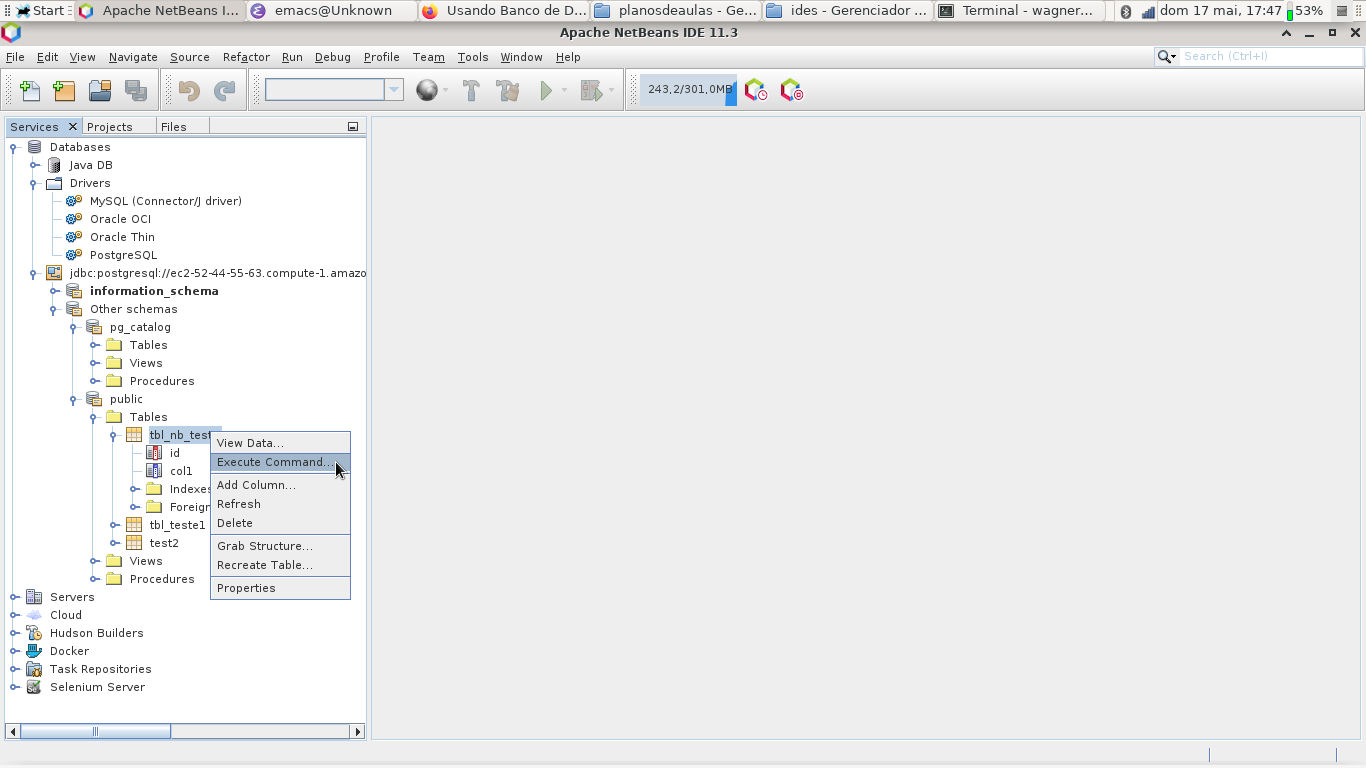 Start Apache NetBeans I... emacs@Unknown Usando Banco de D... planosdeaulas - Ge... ides - Gerenciador ... Terminal - wagner... dom 17 mai, 17:47 53%
Apache NetBeans IDE 11.3
File Edit View Navigate Source Refactor Run Debug Profile Team Tools Window Help Search (Ctrl+I)
243,2/301,0MB
Services Projects Files
Databases
Java DB
Drivers
MySQL (Connector/J driver)
Oracle OCI
Oracle Thin
PostgreSQL
jdbc:postgresql://ec2-52-44-55-63.compute-1.amazo
information_schema
Other schemas
pg_catalog
Tables
Views
Procedures
public
Tables
tbl_nb_test
id
col1
Indexes
Foreign
tbl_teste1
test2
Views
Procedures
View Data...
Execute Command...
Add Column...
Refresh
Delete
Grab Structure...
Recreate Table...
Properties
Servers
Cloud
Hudson Builders
Docker
Task Repositories
Selenium Server